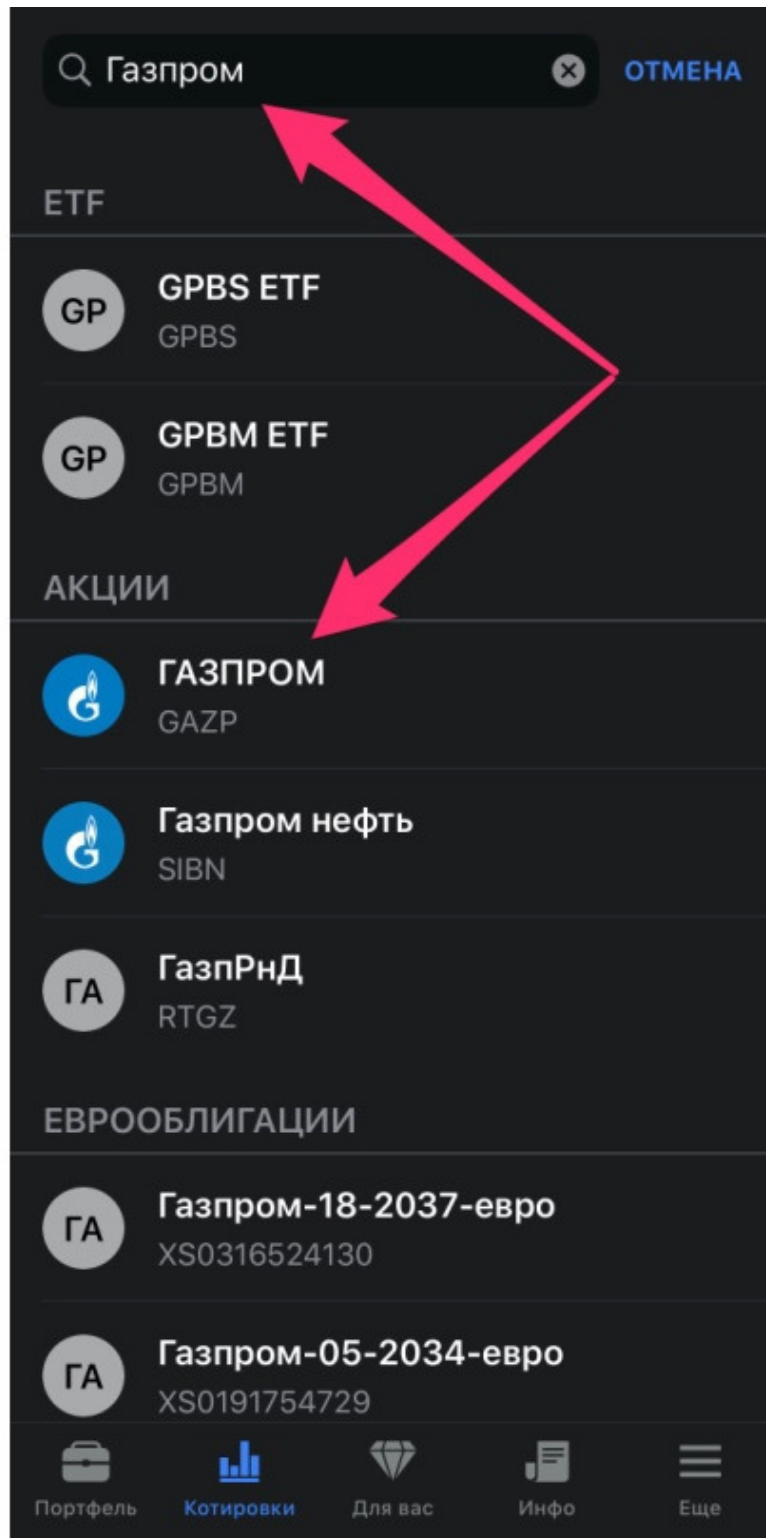 Газпром
ОТМЕНА
ETF
GP
GPBS ETF
GPBS
GP
GPBM ETF
GPBM
АКЦИИ
ГАЗПРОМ
GAZP
Газпром нефть
SIBN
ГА
ГазпРнД
RTGZ
ЕВРООБЛИГАЦИИ
ГА
Газпром-18-2037-евро
XS0316524130
ГА
Газпром-05-2034-евро
XS0191754729
Портфель
Котировки
Для вас
Инфо
Еще